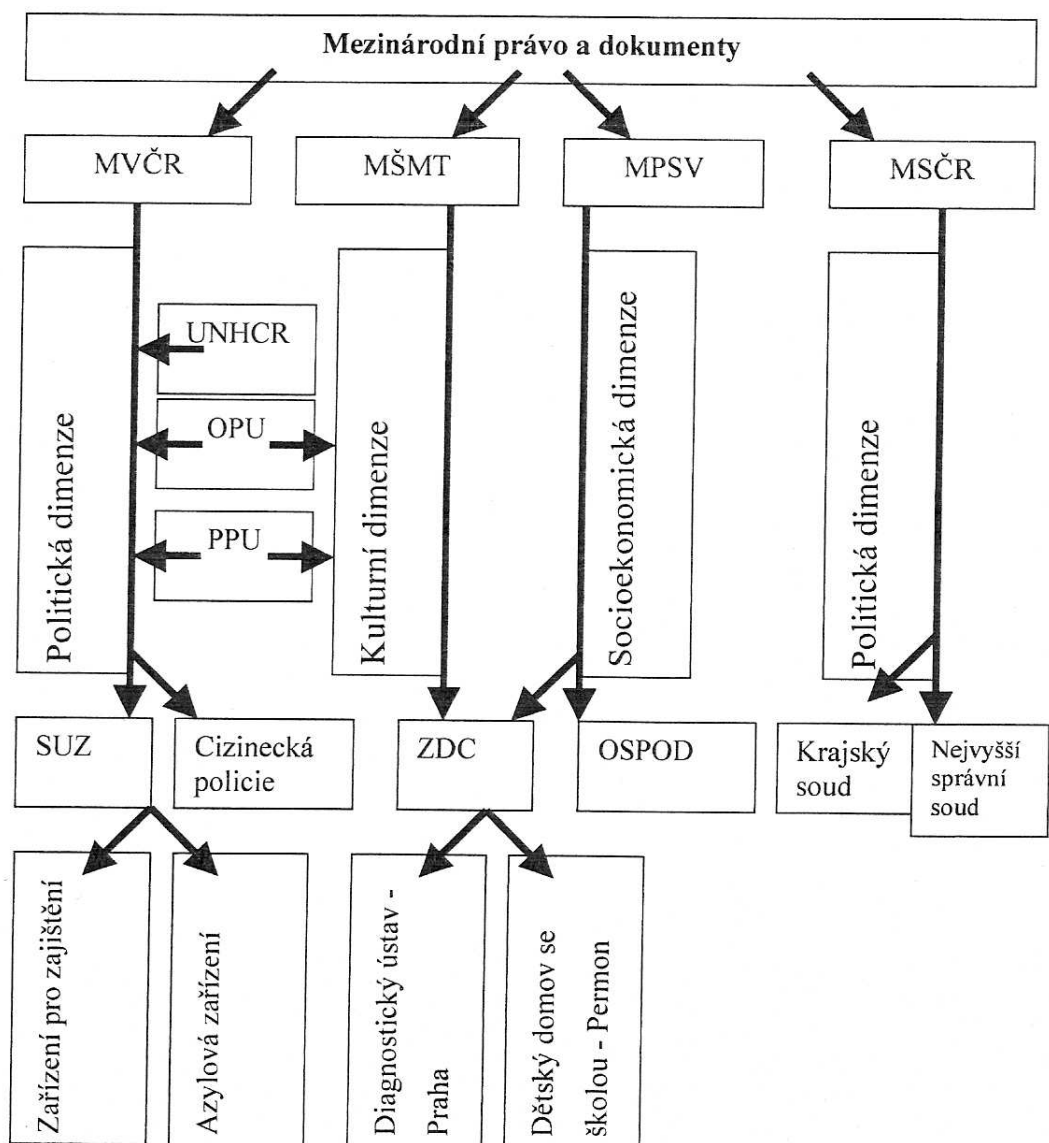 Mezinárodní právo a dokumenty
MVČR
MŠMT
MPSV
MSČR
Politická dimenze
UNHCR
OPU
PPU
Kulturní dimenze
Socioekonomická dimenze
Politická dimenze
SUZ
Cizinecká
policie
ZDC
OSPOD
Krajský
soud
Nejvyšší
správní
soud
Zařízení pro zajištění
Azylová zařízení
Diagnostický ústav -
Praha
Dětský domov se
školou - Permon